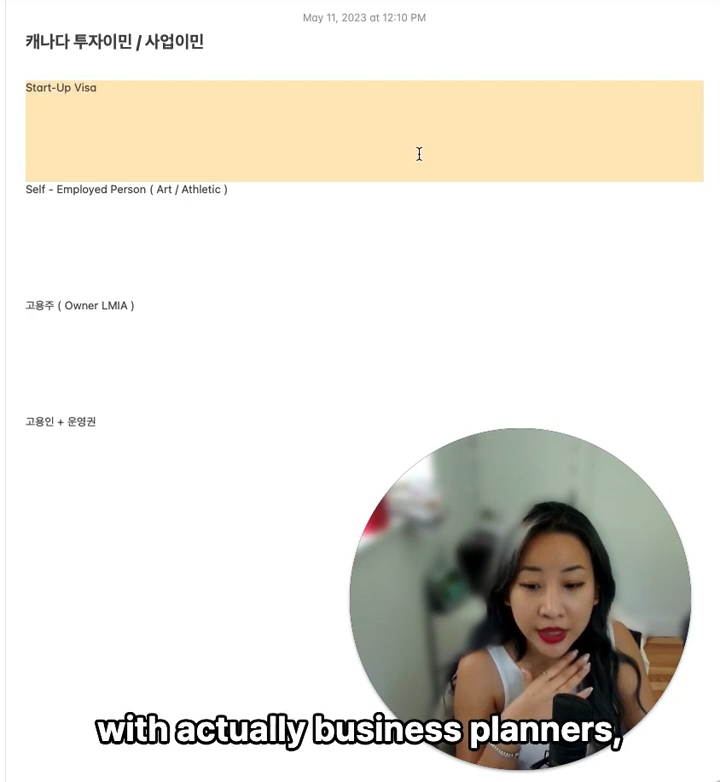 May 11, 2023 at 12:10 PM
캐나다 투자이민 / 사업이민
Start-Up Visa
Self - Employed Person ( Art / Athletic )
고용주 ( Owner LMIA )
고용인 + 운영권
with actually business planners,